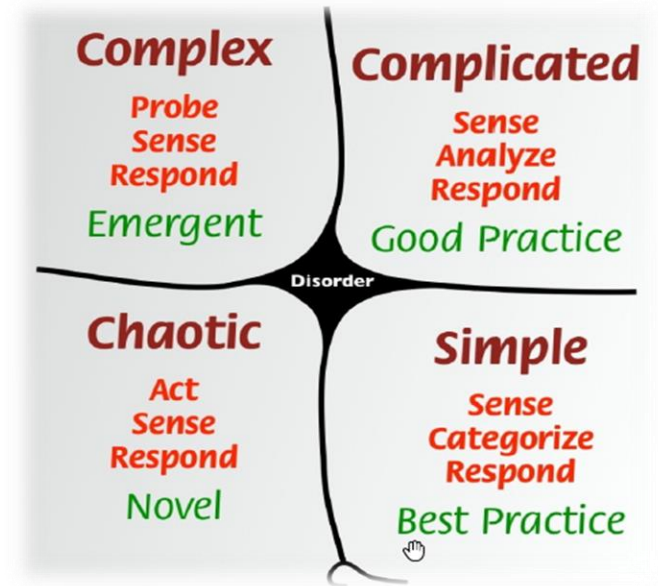 Complex
Probe
Sense
Respond
Emergent
Complicated
Sense
Analyze
Respond
Good Practice
Disorder
Chaotic
Act
Sense
Respond
Novel
Simple
Sense
Categorize
Respond
Best Practice